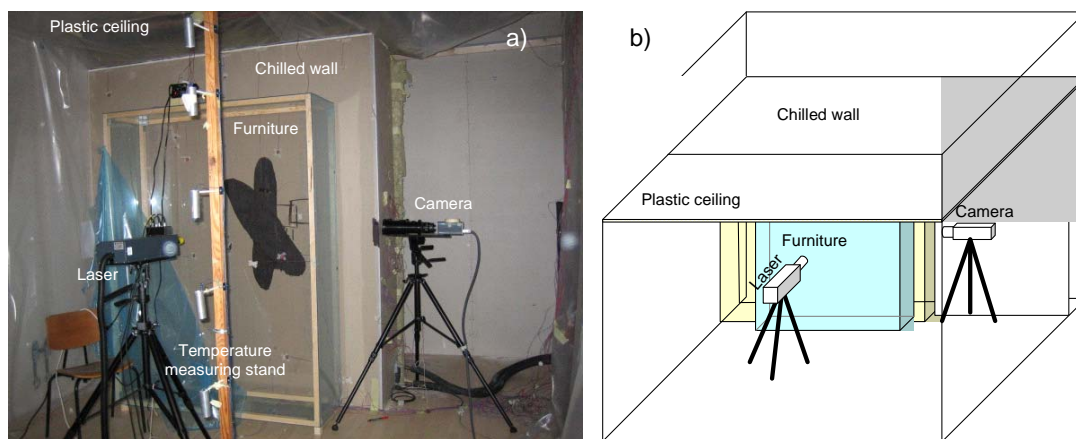 Plastic ceiling
a)
Chilled wall
Furniture
Camera
Laser
Temperature
measuring stand
b)
Chilled wall
Plastic ceiling
Camera
Furniture
Laser